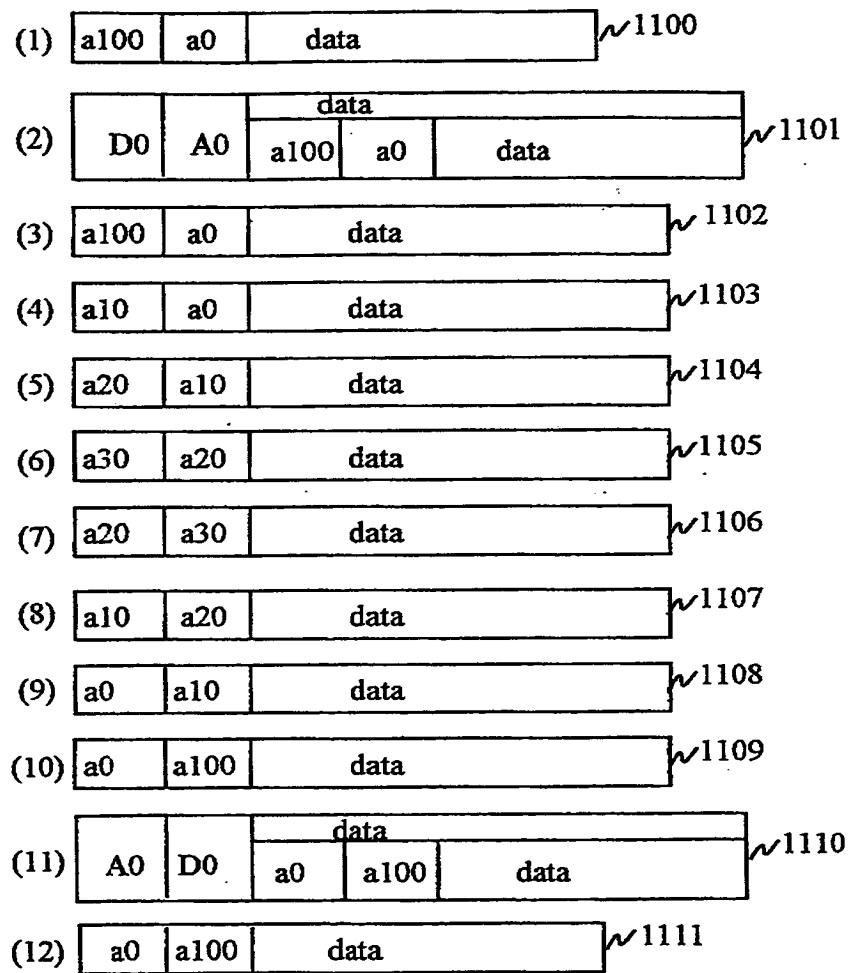 (1) a100 a0 data 1100
(2) D0 A0 data a100 a0 data 1101
(3) a100 a0 data 1102
(4) a10 a0 data 1103
(5) a20 a10 data 1104
(6) a30 a20 data 1105
(7) a20 a30 data 1106
(8) a10 a20 data 1107
(9) a0 a10 data 1108
(10) a0 a100 data 1109
(11) A0 D0 data a0 a100 data 1110
(12) a0 a100 data 1111